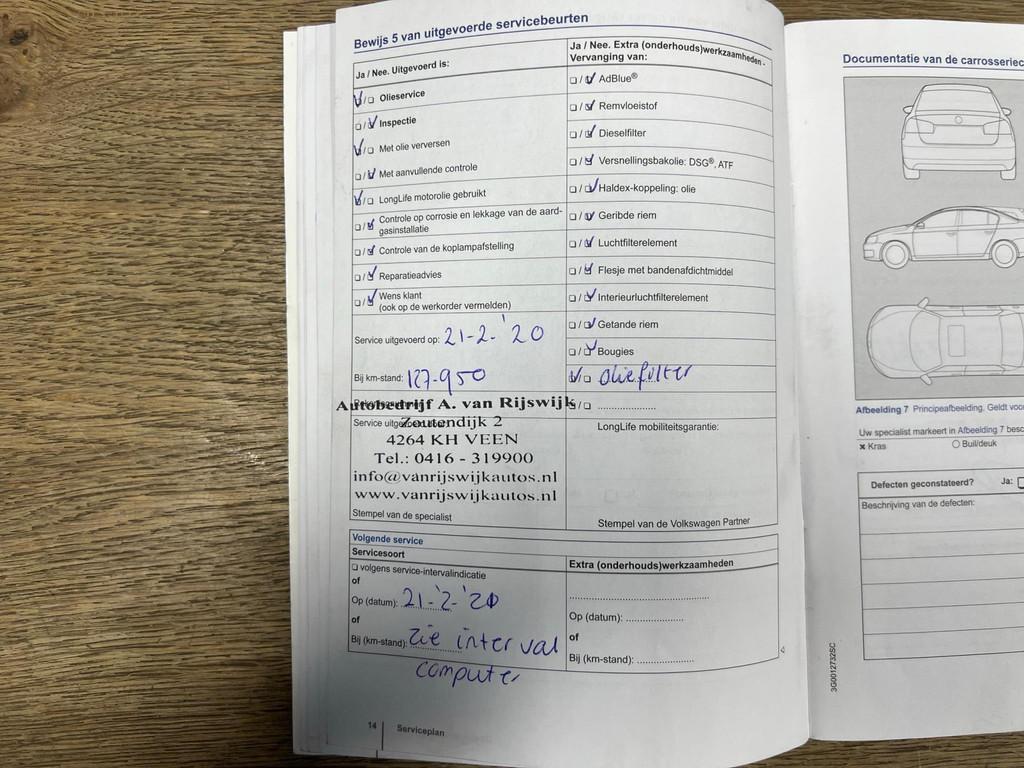 Bewijs 5 van uitgevoerde servicebeurten
Ja / Nee. Uitgevoerd is:
❏/❏ Olieservice
❏/❏ Inspectie
❏/❏ Met olie verversen
❏/❏ Met aanvullende controle
❏/❏ LongLife motorolie gebruikt
❏/❏ Controle op corrosie en lekkage van de aard-
gasinstallatie
❏/❏ Controle van de koplampafstelling
❏/❏ Reparatieadvies
❏/❏ Wens klant
(ook op de werkorder vermelden)
Service uitgevoerd op: 21-2-'20
Bij km-stand: 127.950
Autobedrijf A. van Rijswijk
Service uitgevoerd door:
Zeutendijk 2
4264 KH VEEN
Tel.: 0416 - 319900
info@vanrijswijkautos.nl
www.vanrijswijkautos.nl
Stempel van de specialist
Ja / Nee. Extra (onderhouds)werkzaamheden -
Vervanging van:
❏/❏ AdBlue®
❏/❏ Remvloeistof
❏/❏ Dieselfilter
❏/❏ Versnellingsbakolie: DSG®, ATF
❏/❏ Haldex-koppeling: olie
❏/❏ Geribde riem
❏/❏ Luchtfilterelement
❏/❏ Flesje met bandenafdichtmiddel
❏/❏ Interieurluchtfilterelement
❏/❏ Getande riem
❏/❏ Bougies
❏/❏ oliefilter
❏/❏ ......................
LongLife mobiliteitsgarantie:
Stempel van de Volkswagen Partner
Volgende service
Servicesoort
❏ volgens service-intervalindicatie
of
Op (datum): 21-'2-'21
of
Bij (km-stand): zie interval
computer
Extra (onderhouds)werkzaamheden
Op (datum): ....................
of
Bij (km-stand): ....................
14 Serviceplan
Documentatie van de carrosseriec
Afbeelding 7 Principeafbeelding. Geldt voor
Uw specialist markeert in Afbeelding 7 besc
✖ Kras ○ Buil/deuk
Defecten geconstateerd? Ja: ❏
Beschrijving van de defecten:
3G0012732SC